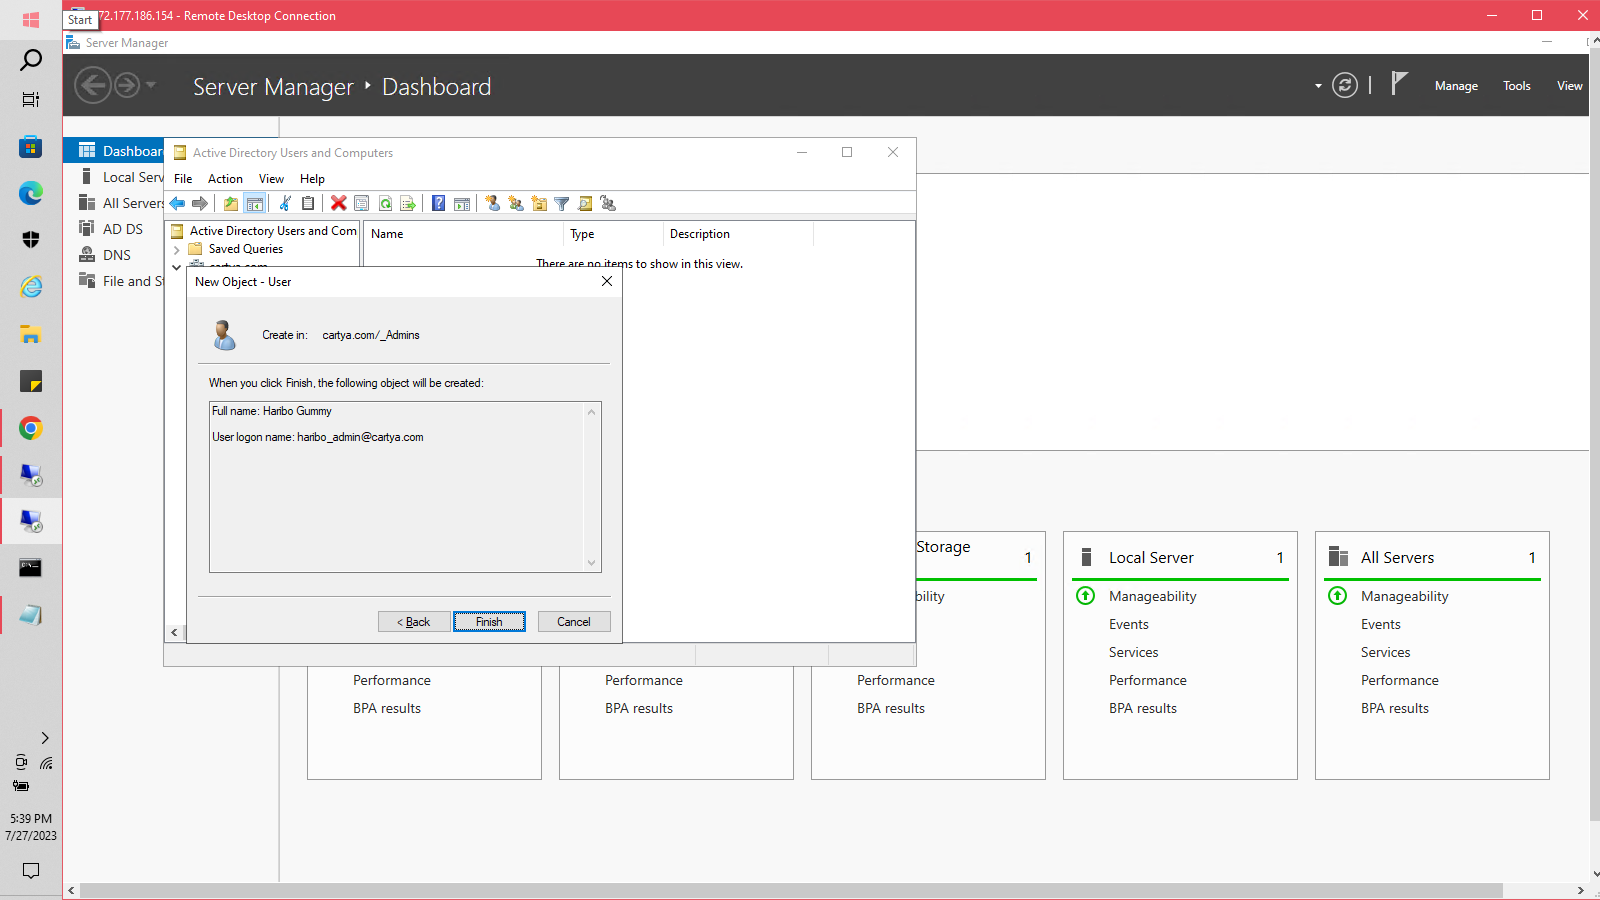 Start
72.177.186.154 - Remote Desktop Connection
Server Manager
Server Manager
Dashboard
Manage
Tools
View
Dashboar
Local Serv
All Servers
AD DS
DNS
File and S
Active Directory Users and Computers
File
Action
View
Help
Active Directory Users and Com
Saved Queries
cartya.com
Name
Type
Description
There are no items to show in this view.
New Object - User
Create in:
cartya.com/_Admins
When you click Finish, the following object will be created:
Full name: Haribo Gummy
User logon name: haribo_admin@cartya.com
< Back
Finish
Cancel
Storage
1
bility
Performance
BPA results
Performance
BPA results
Performance
BPA results
Local Server
1
Manageability
Events
Services
Performance
BPA results
All Servers
1
Manageability
Events
Services
Performance
BPA results
5:39 PM
7/27/2023